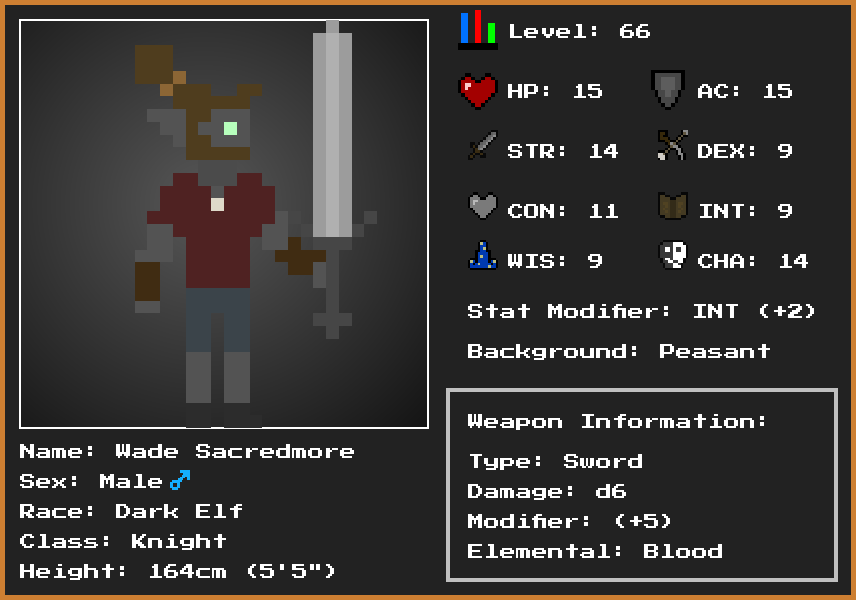 Level: 66
HP: 15 AC: 15
STR: 14 DEX: 9
CON: 11 INT: 9
WIS: 9 CHA: 14
Stat Modifier: INT (+2)
Background: Peasant
Weapon Information:
Type: Sword
Damage: d6
Modifier: (+5)
Elemental: Blood
Name: Wade Sacredmore
Sex: Male ♂
Race: Dark Elf
Class: Knight
Height: 164cm (5'5")